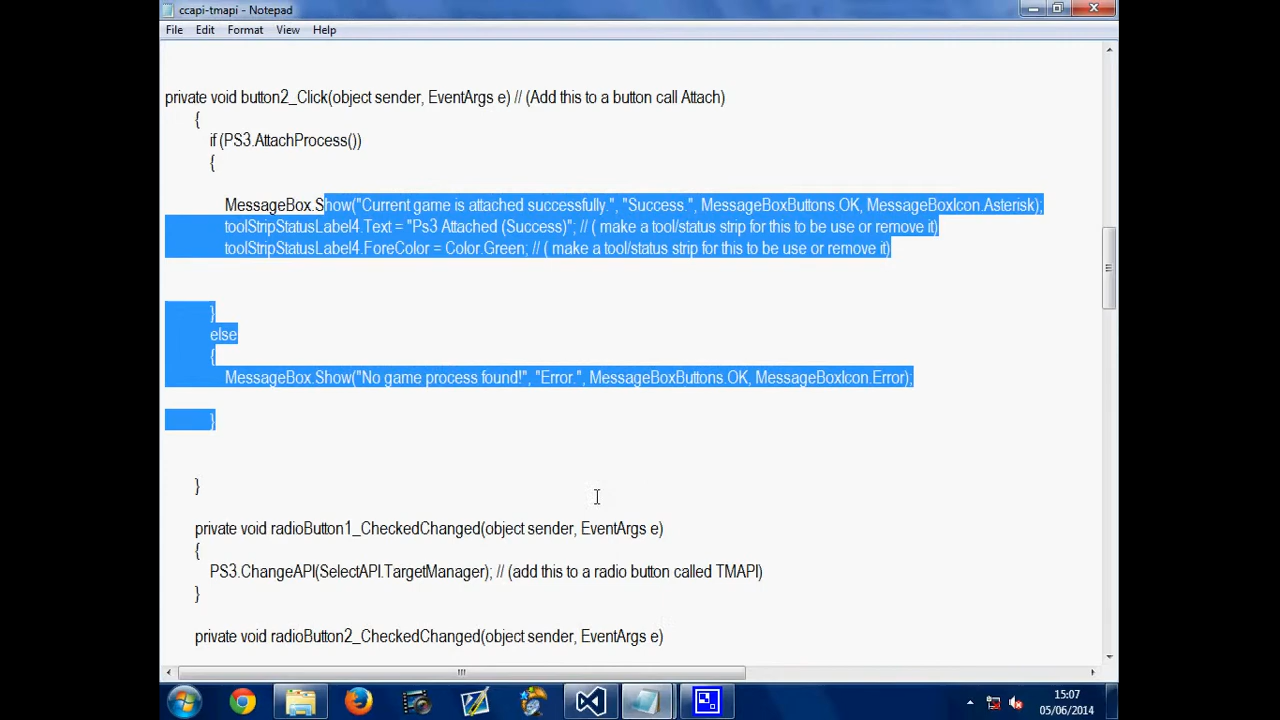 ccapi-tmapi - Notepad
File Edit Format View Help
private void button2_Click(object sender, EventArgs e) // (Add this to a button call Attach)
{
if (PS3.AttachProcess())
{
MessageBox.Show("Current game is attached successfully.", "Success.", MessageBoxButtons.OK, MessageBoxIcon.Asterisk);
toolStripStatusLabel4.Text = "Ps3 Attached (Success)"; // ( make a tool/status strip for this to be use or remove it)
toolStripStatusLabel4.ForeColor = Color.Green; // ( make a tool/status strip for this to be use or remove it)
}
else
{
MessageBox.Show("No game process found!", "Error.", MessageBoxButtons.OK, MessageBoxIcon.Error);
}
}
private void radioButton1_CheckedChanged(object sender, EventArgs e)
{
PS3.ChangeAPI(SelectAPI.TargetManager); // (add this to a radio button called TMAPI)
}
private void radioButton2_CheckedChanged(object sender, EventArgs e)
15:07
05/06/2014